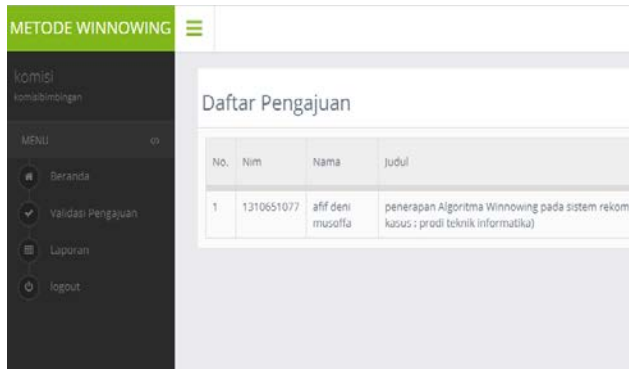 METODE WINNOWING
komisi
komisibimbingan
MENU
Beranda
Validasi Pengajuan
Laporan
logout
Daftar Pengajuan
No. Nim Nama Judul
1 1310651077 afif deni penerapan Algoritma Winnowing pada sistem rekom
musoffa kasus : prodi teknik informatika)